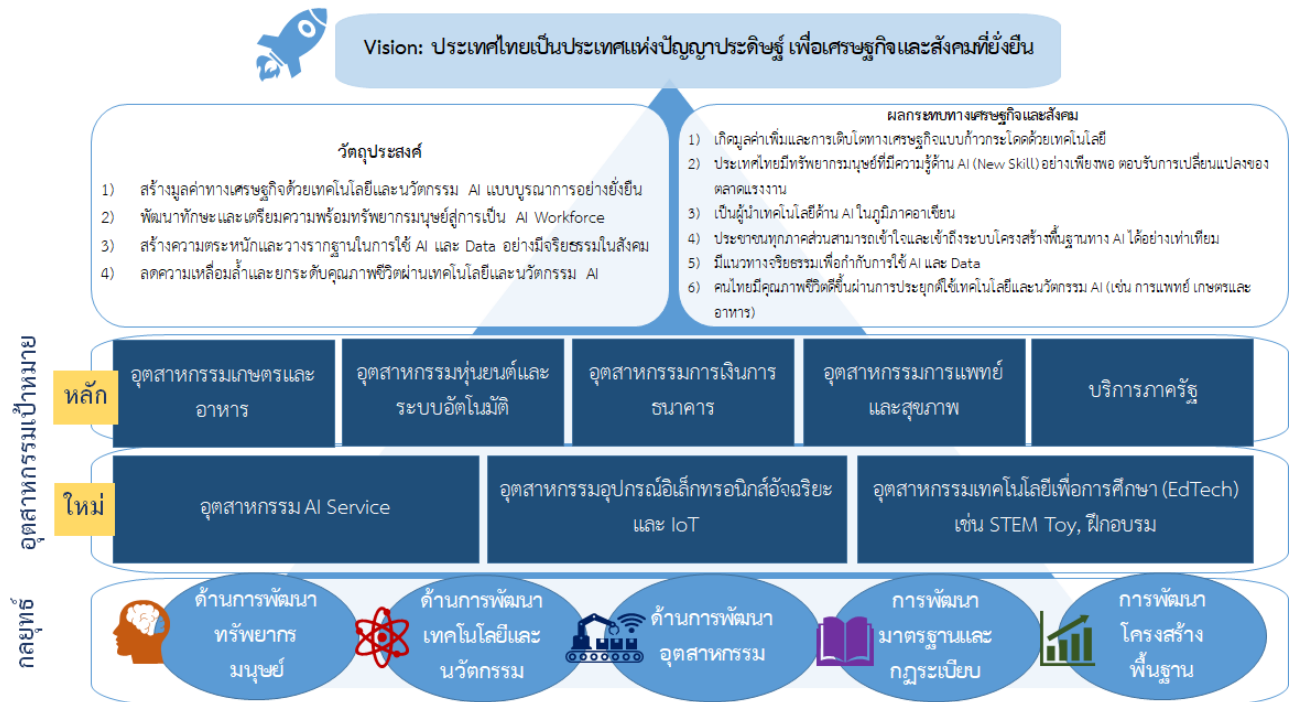 Vision: ประเทศไทยเป็นประเทศแห่งปัญญาประดิษฐ์ เพื่อเศรษฐกิจและสังคมที่ยั่งยืน
วัตถุประสงค์
1) สร้างมูลค่าทางเศรษฐกิจด้วยเทคโนโลยีและนวัตกรรม AI แบบบูรณาการอย่างยั่งยืน
2) พัฒนาทักษะและเตรียมความพร้อมทรัพยากรมนุษย์สู่การเป็น AI Workforce
3) สร้างความตระหนักและวางรากฐานในการใช้ AI และ Data อย่างมีจริยธรรมในสังคม
4) ลดความเหลื่อมล้ำและยกระดับคุณภาพชีวิตผ่านเทคโนโลยีและนวัตกรรม AI
ผลกระทบทางเศรษฐกิจและสังคม
1) เกิดมูลค่าเพิ่มและการเติบโตทางเศรษฐกิจแบบก้าวกระโดดด้วยเทคโนโลยี
2) ประเทศไทยมีทรัพยากรมนุษย์ที่มีความรู้ด้าน AI (New Skill) อย่างเพียงพอ ตอบรับการเปลี่ยนแปลงของ
ตลาดแรงงาน
3) เป็นผู้นำเทคโนโลยีด้าน AI ในภูมิภาคอาเซียน
4) ประชาชนทุกภาคส่วนสามารถเข้าใจและเข้าถึงระบบโครงสร้างพื้นฐานทาง AI ได้อย่างเท่าเทียม
5) มีแนวทางจริยธรรมเพื่อกำกับการใช้ AI และ Data
6) คนไทยมีคุณภาพชีวิตดีขึ้นผ่านการประยุกต์ใช้เทคโนโลยีและนวัตกรรม AI (เช่น การแพทย์ เกษตรและ
อาหาร)
อุตสาหกรรมเป้าหมาย
หลัก
อุตสาหกรรมเกษตรและ
อาหาร
อุตสาหกรรมหุ่นยนต์และ
ระบบอัตโนมัติ
อุตสาหกรรมการเงินการ
ธนาคาร
อุตสาหกรรมการแพทย์
และสุขภาพ
บริการภาครัฐ
ใหม่
อุตสาหกรรม AI Service
อุตสาหกรรมอุปกรณ์อิเล็กทรอนิกส์อัจฉริยะ
และ IoT
อุตสาหกรรมเทคโนโลยีเพื่อการศึกษา (EdTech)
เช่น STEM Toy, ฝึกอบรม
กลยุทธ์
ด้านการพัฒนา
ทรัพยากร
มนุษย์
ด้านการพัฒนา
เทคโนโลยีและ
นวัตกรรม
ด้านการพัฒนา
อุตสาหกรรม
การพัฒนา
มาตรฐานและ
กฎระเบียบ
การพัฒนา
โครงสร้าง
พื้นฐาน